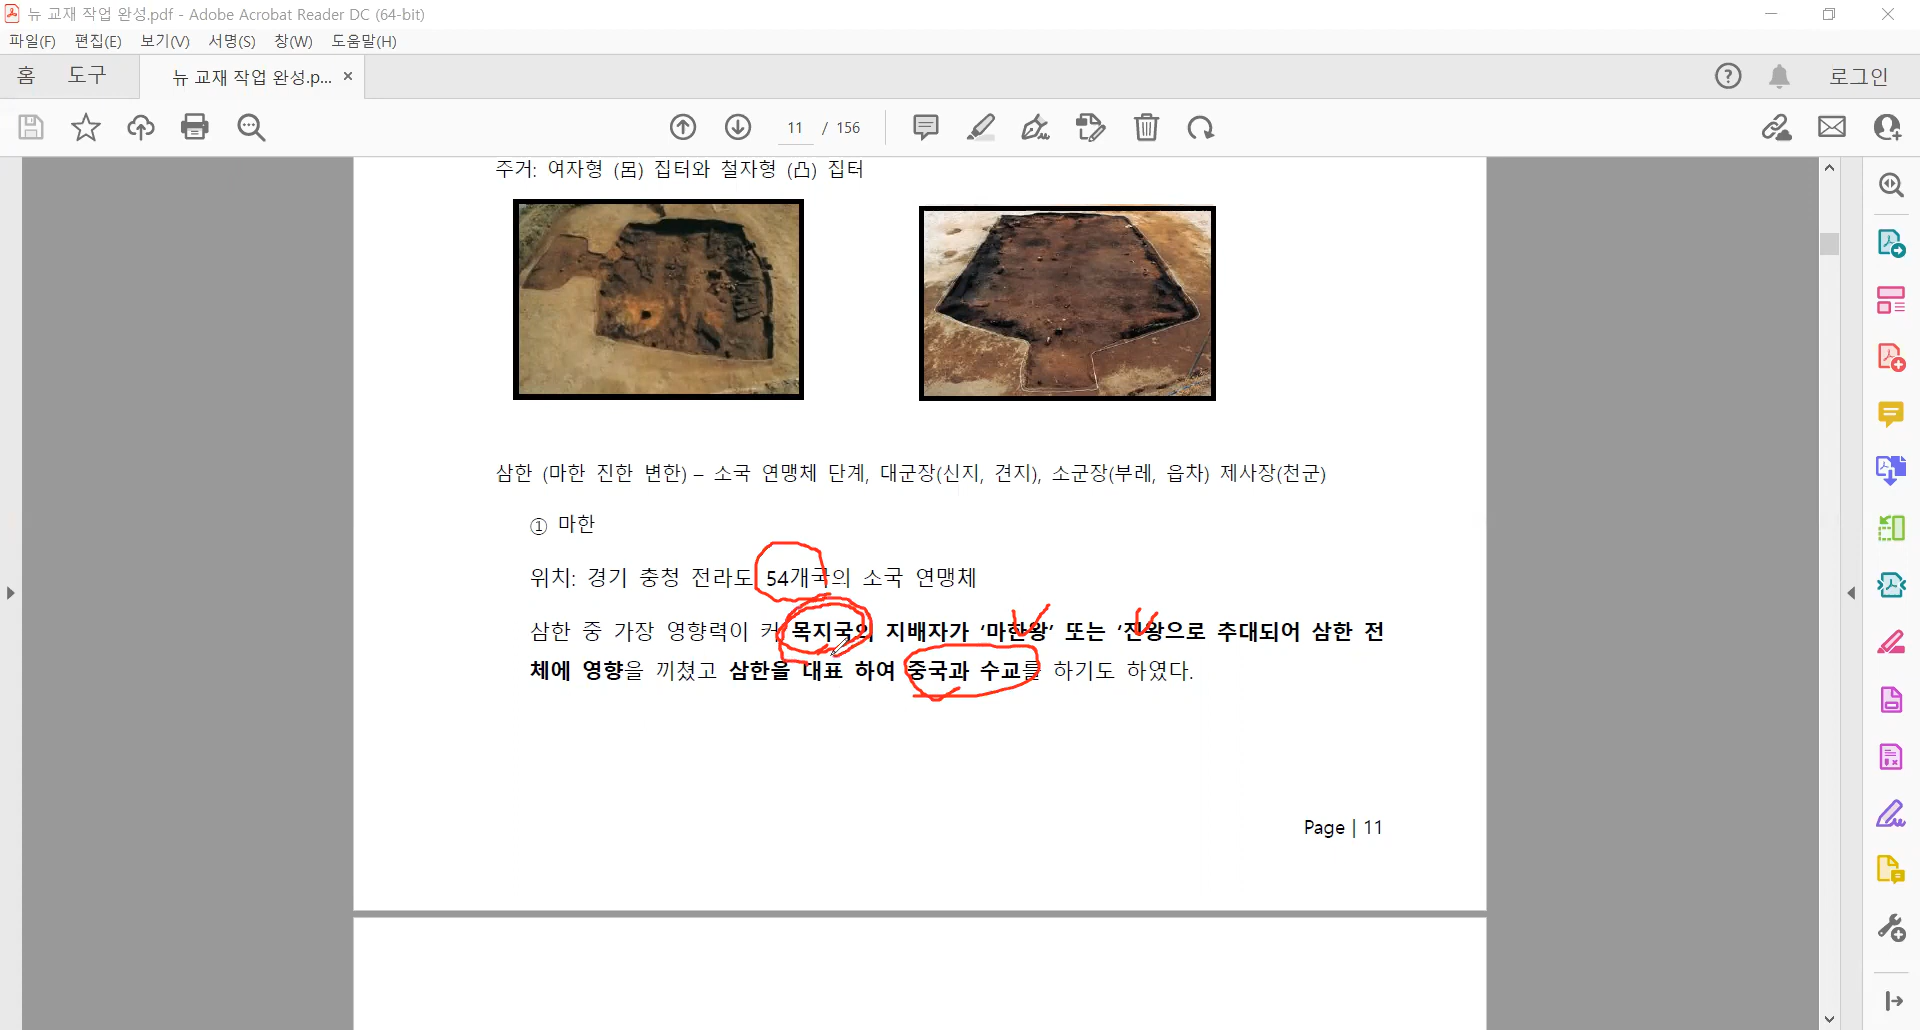 뉴 교재 작업 완성.pdf - Adobe Acrobat Reader DC (64-bit)
파일(F) 편집(E) 보기(V) 서명(S) 창(W) 도움말(H)
홈 도구 뉴 교재 작업 완성.p... 로그인
11 / 156
주거: 여자형 (呂) 집터와 철자형 (凸) 집터
삼한 (마한 진한 변한) – 소국 연맹체 단계, 대군장(신지, 견지), 소군장(부례, 읍차) 제사장(천군)
① 마한
위치: 경기 충청 전라도 54개국의 소국 연맹체
삼한 중 가장 영향력이 커 목지국의 지배자가 ‘마한왕’ 또는 ‘진왕으로 추대되어 삼한 전
체에 영향을 끼쳤고 삼한을 대표 하여 중국과 수교를 하기도 하였다.
Page | 11